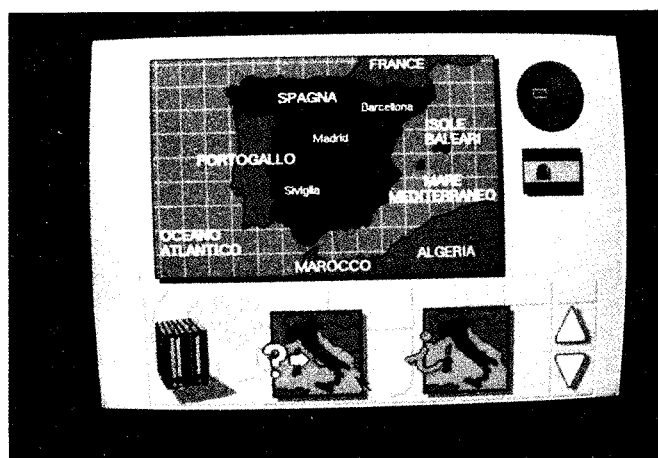 FRANCE
SPAGNA
Barcellona
ISOLE
BALEARI
Madrid
PORTOGALLO
Siviglia
MARE
MEDITERRANEO
OCEANO
ATLANTICO
ALGERIA
MAROCCO
?